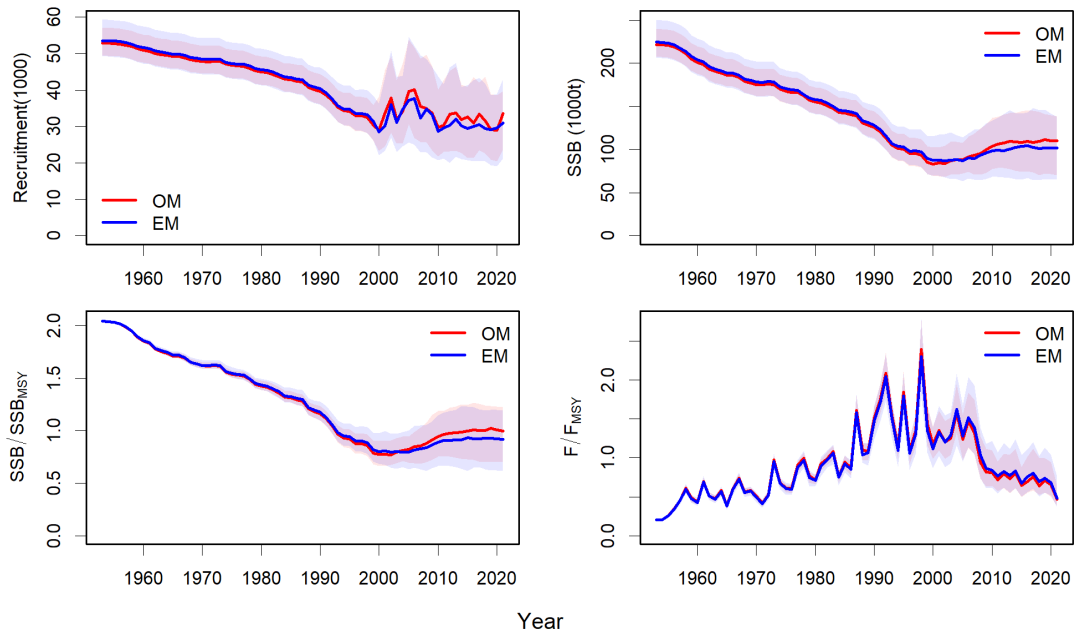 Recruitment(1000)
0 10 20 30 40 50 60
OM
EM
1960 1970 1980 1990 2000 2010 2020
SSB (1000t)
0 50 100 200
OM
EM
1960 1970 1980 1990 2000 2010 2020
SSB / SSBMSY
0.0 0.5 1.0 1.5 2.0
OM
EM
1960 1970 1980 1990 2000 2010 2020
F / FMSY
0.0 1.0 2.0
OM
EM
1960 1970 1980 1990 2000 2010 2020
Year